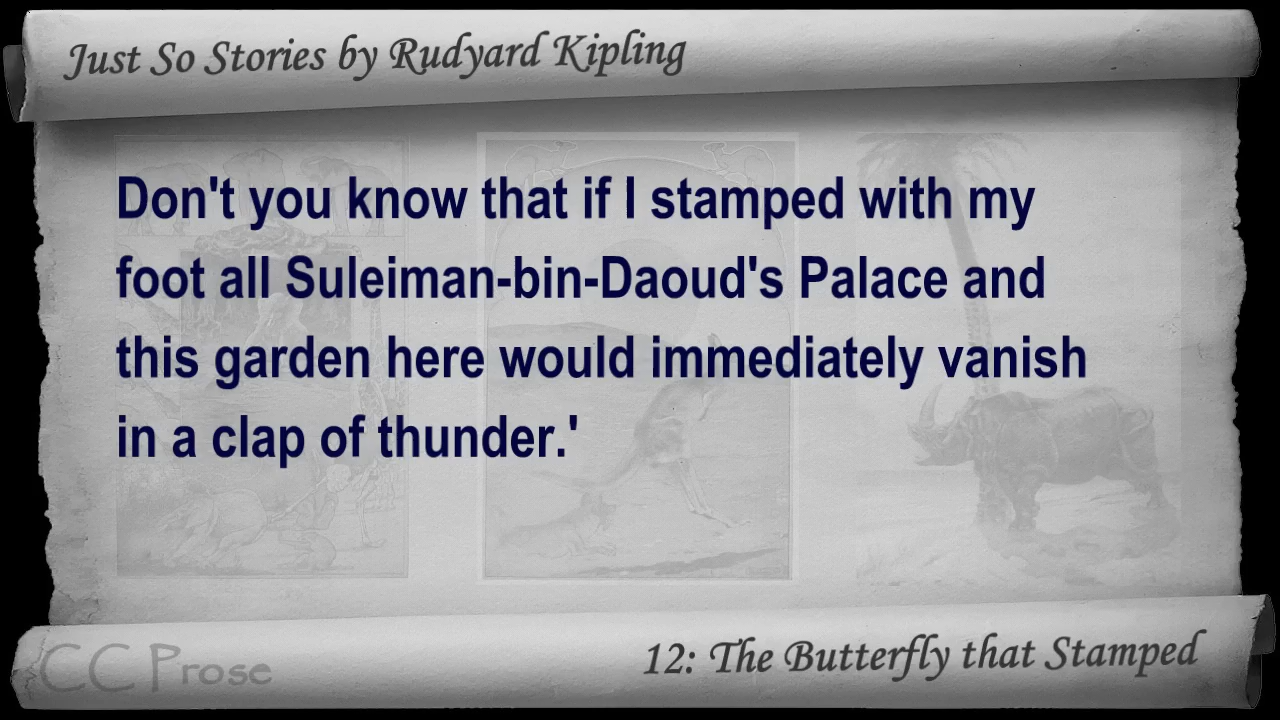 Just So Stories by Rudyard Kipling
Don't you know that if I stamped with my
foot all Suleiman-bin-Daoud's Palace and
this garden here would immediately vanish
in a clap of thunder.'
CC Prose
12: The Butterfly that Stamped